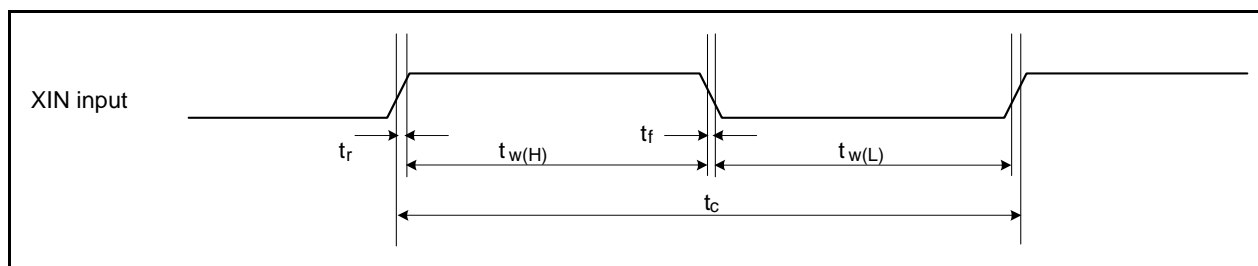 XIN input
tr
tw(H)
tf
tw(L)
tc